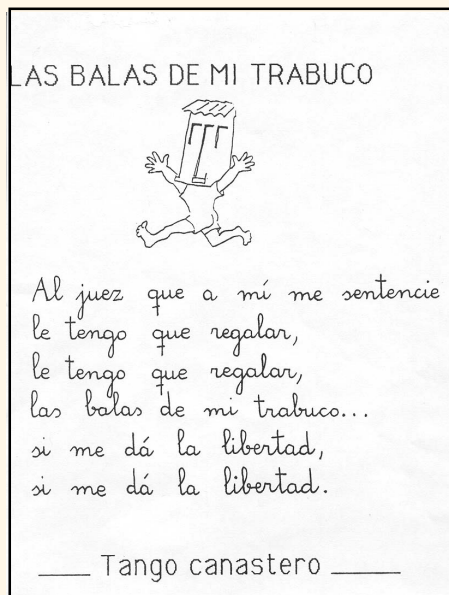 LAS BALAS DE MI TRABUCO
Al juez que a mí me sentencie
le tengo que regalar,
le tengo que regalar,
las balas de mi trabuco...
si me dá la libertad,
si me dá la libertad.
____ Tango canastero _____